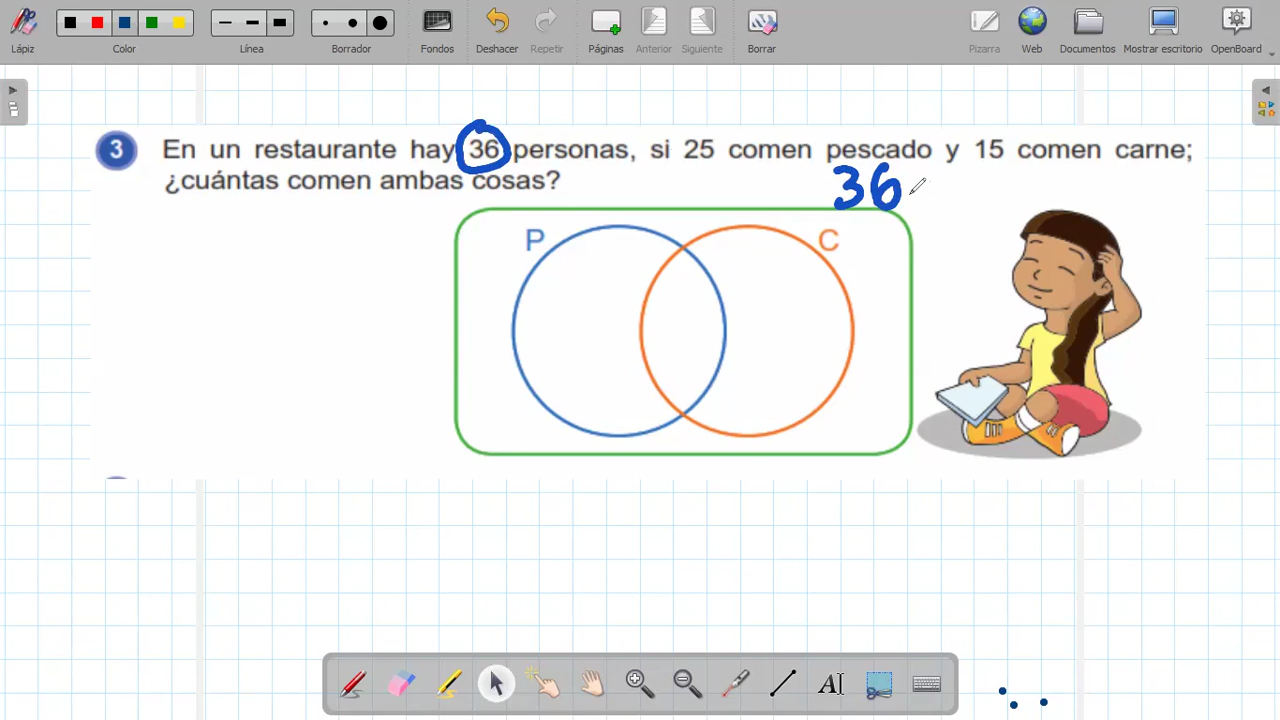 Lápiz
Color
Línea
Borrador
Fondos
Deshacer
Repetir
Páginas
Anterior
Siguiente
Borrar
Pizarra
Web
Documentos
Mostrar escritorio
OpenBoard
3 En un restaurante hay 36 personas, si 25 comen pescado y 15 comen carne;
¿cuántas comen ambas cosas?
36
P
C
AI